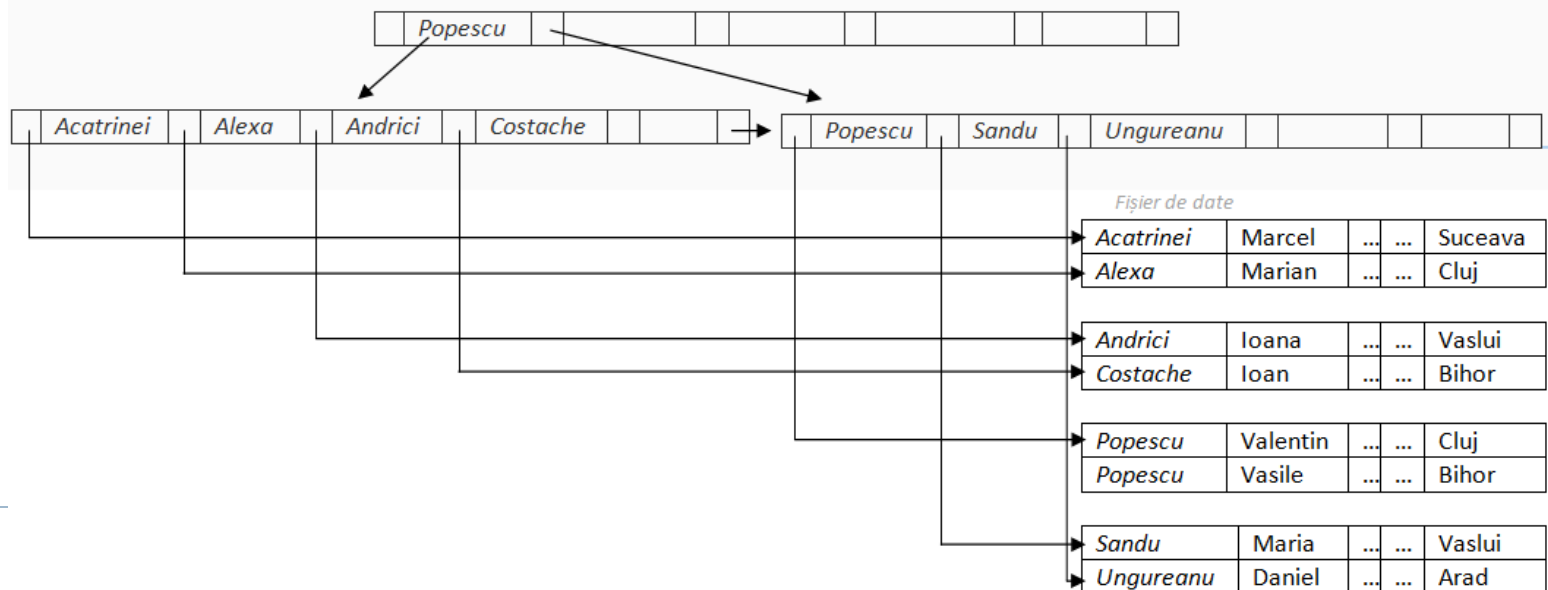 Popescu
Acatrinei Alexa Andrici Costache
Popescu Sandu Ungureanu
Fișier de date
Acatrinei Marcel ... ... Suceava
Alexa Marian ... ... Cluj
Andrici Ioana ... ... Vaslui
Costache Ioan ... ... Bihor
Popescu Valentin ... ... Cluj
Popescu Vasile ... ... Bihor
Sandu Maria ... ... Vaslui
Ungureanu Daniel ... ... Arad